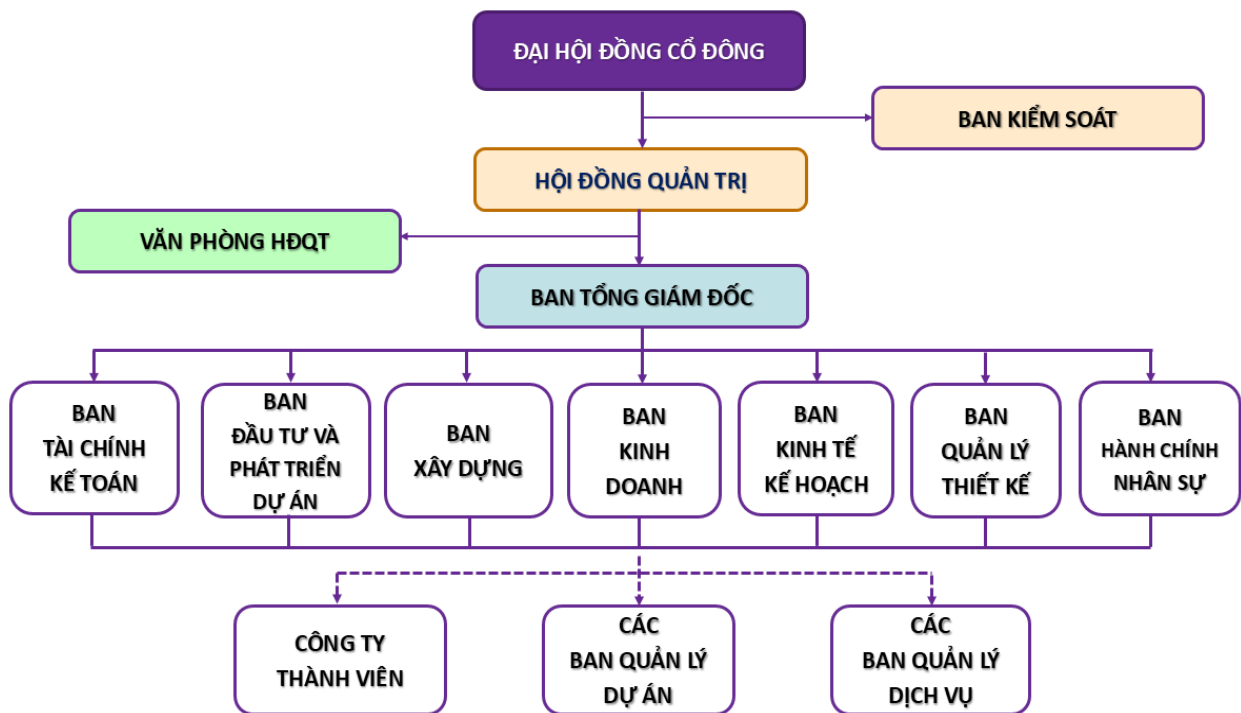 ĐẠI HỘI ĐỒNG CỔ ĐÔNG
BAN KIỂM SOÁT
HỘI ĐỒNG QUẢN TRỊ
VĂN PHÒNG HĐQT
BAN TỔNG GIÁM ĐỐC
BAN
TÀI CHÍNH
KẾ TOÁN
BAN
ĐẦU TƯ VÀ
PHÁT TRIỂN
DỰ ÁN
BAN
XÂY DỰNG
BAN
KINH
DOANH
BAN
KINH TẾ
KẾ HOẠCH
BAN
QUẢN LÝ
THIẾT KẾ
BAN
HÀNH CHÍNH
NHÂN SỰ
CÔNG TY
THÀNH VIÊN
CÁC
BAN QUẢN LÝ
DỰ ÁN
CÁC
BAN QUẢN LÝ
DỊCH VỤ